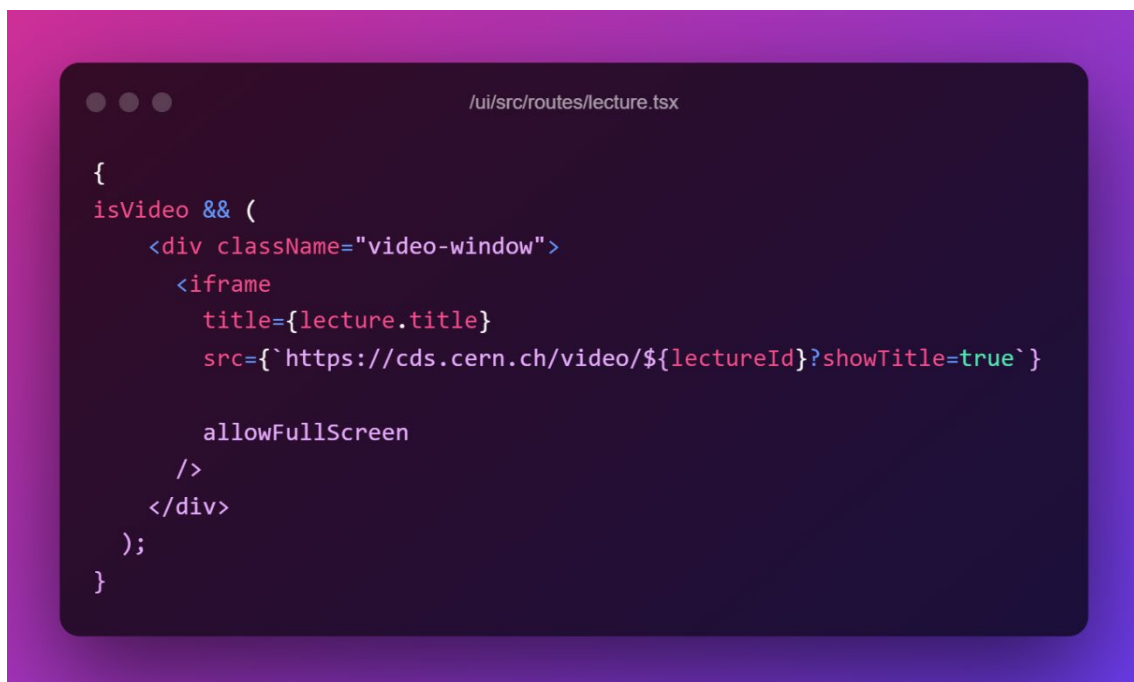 /ui/src/routes/lecture.tsx
{
isVideo && (
<div className="video-window">
<iframe
title={lecture.title}
src={`https://cds.cern.ch/video/${lectureId}?showTitle=true`}
allowFullScreen
/>
</div>
);
}